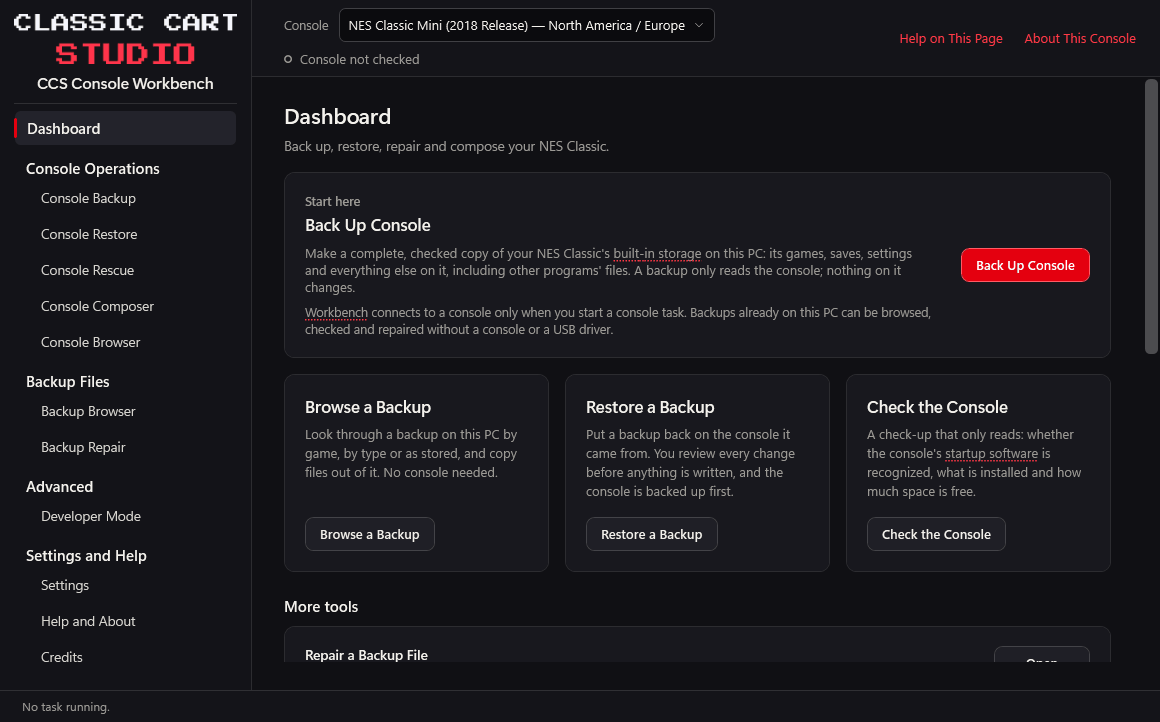 CLASSIC CART
STUDIO
CCS Console Workbench
Dashboard
Console Operations
Console Backup
Console Restore
Console Rescue
Console Composer
Console Browser
Backup Files
Backup Browser
Backup Repair
Advanced
Developer Mode
Settings and Help
Settings
Help and About
Credits
Console
NES Classic Mini (2018 Release) — North America / Europe
Console not checked
Help on This Page
About This Console
Dashboard
Back up, restore, repair and compose your NES Classic.
Start here
Back Up Console
Make a complete, checked copy of your NES Classic's built-in storage on this PC: its games, saves, settings
and everything else on it, including other programs' files. A backup only reads the console; nothing on it
changes.
Workbench connects to a console only when you start a console task. Backups already on this PC can be browsed,
checked and repaired without a console or a USB driver.
Back Up Console
Browse a Backup
Look through a backup on this PC by
game, by type or as stored, and copy
files out of it. No console needed.
Browse a Backup
Restore a Backup
Put a backup back on the console it
came from. You review every change
before anything is written, and the
console is backed up first.
Restore a Backup
Check the Console
A check-up that only reads: whether
the console's startup software is
recognized, what is installed and how
much space is free.
Check the Console
More tools
Repair a Backup File
Open
No task running.